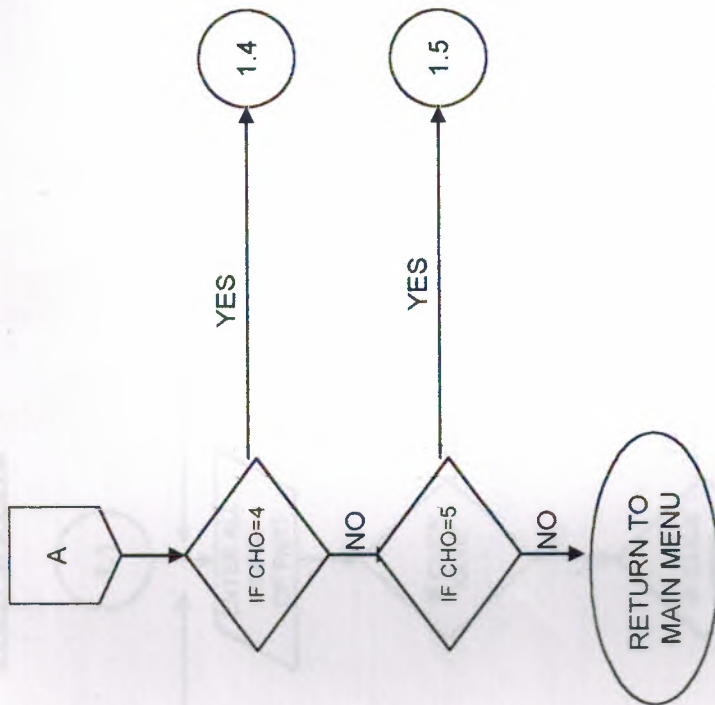 A
IF CHO=4
YES
1.4
NO
IF CHO=5
YES
1.5
NO
RETURN TO
MAIN MENU